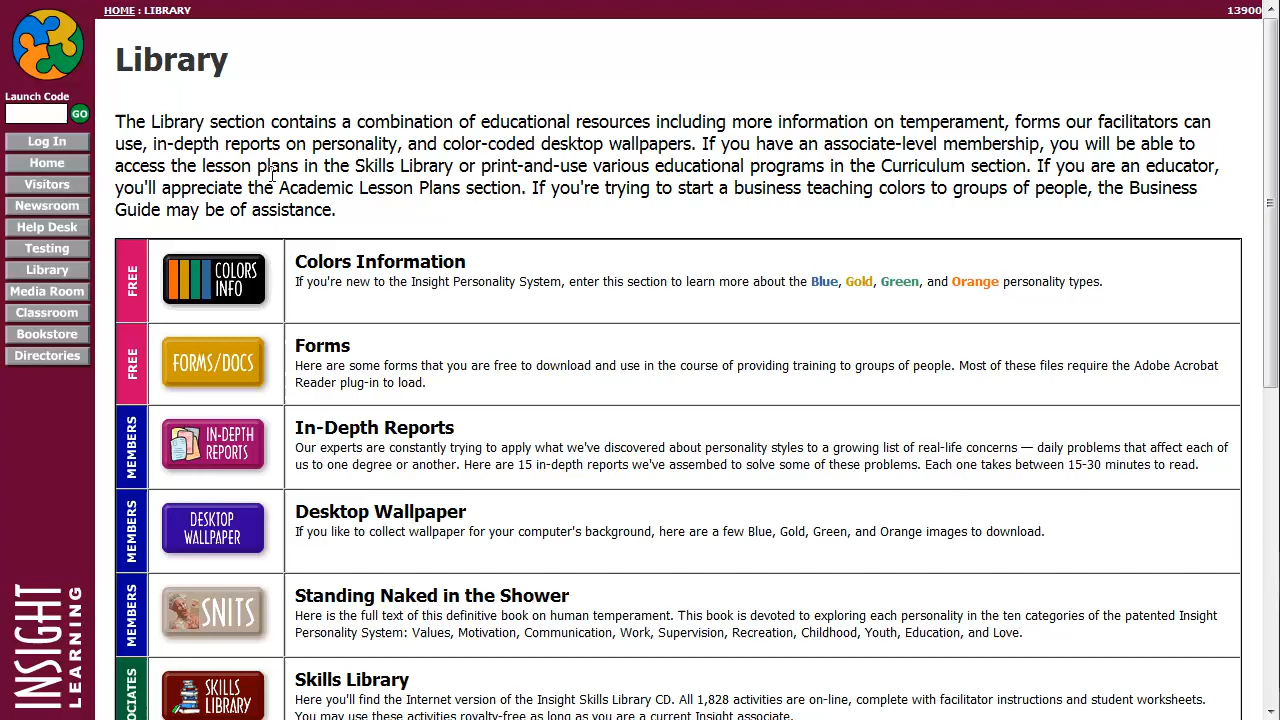 HOME : LIBRARY
13900
Launch Code
GO
Log In
Home
Visitors
Newsroom
Help Desk
Testing
Library
Media Room
Classroom
Bookstore
Directories
INSIGHT
LEARNING
Library
The Library section contains a combination of educational resources including more information on temperament, forms our facilitators can
use, in-depth reports on personality, and color-coded desktop wallpapers. If you have an associate-level membership, you will be able to
access the lesson plans in the Skills Library or print-and-use various educational programs in the Curriculum section. If you are an educator,
you'll appreciate the Academic Lesson Plans section. If you're trying to start a business teaching colors to groups of people, the Business
Guide may be of assistance.
FREE
COLORS
INFO
Colors Information
If you're new to the Insight Personality System, enter this section to learn more about the Blue, Gold, Green, and Orange personality types.
FREE
FORMS/DOCS
Forms
Here are some forms that you are free to download and use in the course of providing training to groups of people. Most of these files require the Adobe Acrobat
Reader plug-in to load.
MEMBERS
IN-DEPTH
REPORTS
In-Depth Reports
Our experts are constantly trying to apply what we've discovered about personality styles to a growing list of real-life concerns — daily problems that affect each of
us to one degree or another. Here are 15 in-depth reports we've assembed to solve some of these problems. Each one takes between 15-30 minutes to read.
MEMBERS
DESKTOP
WALLPAPER
Desktop Wallpaper
If you like to collect wallpaper for your computer's background, here are a few Blue, Gold, Green, and Orange images to download.
MEMBERS
SNITS
Standing Naked in the Shower
Here is the full text of this definitive book on human temperament. This book is devoted to exploring each personality in the ten categories of the patented Insight
Personality System: Values, Motivation, Communication, Work, Supervision, Recreation, Childhood, Youth, Education, and Love.
CIATES
SKILLS
LIBRARY
Skills Library
Here you'll find the Internet version of the Insight Skills Library CD. All 1,828 activities are on-line, complete with facilitator instructions and student worksheets.
You may use these activities royalty-free as long as you are a current Insight associate.